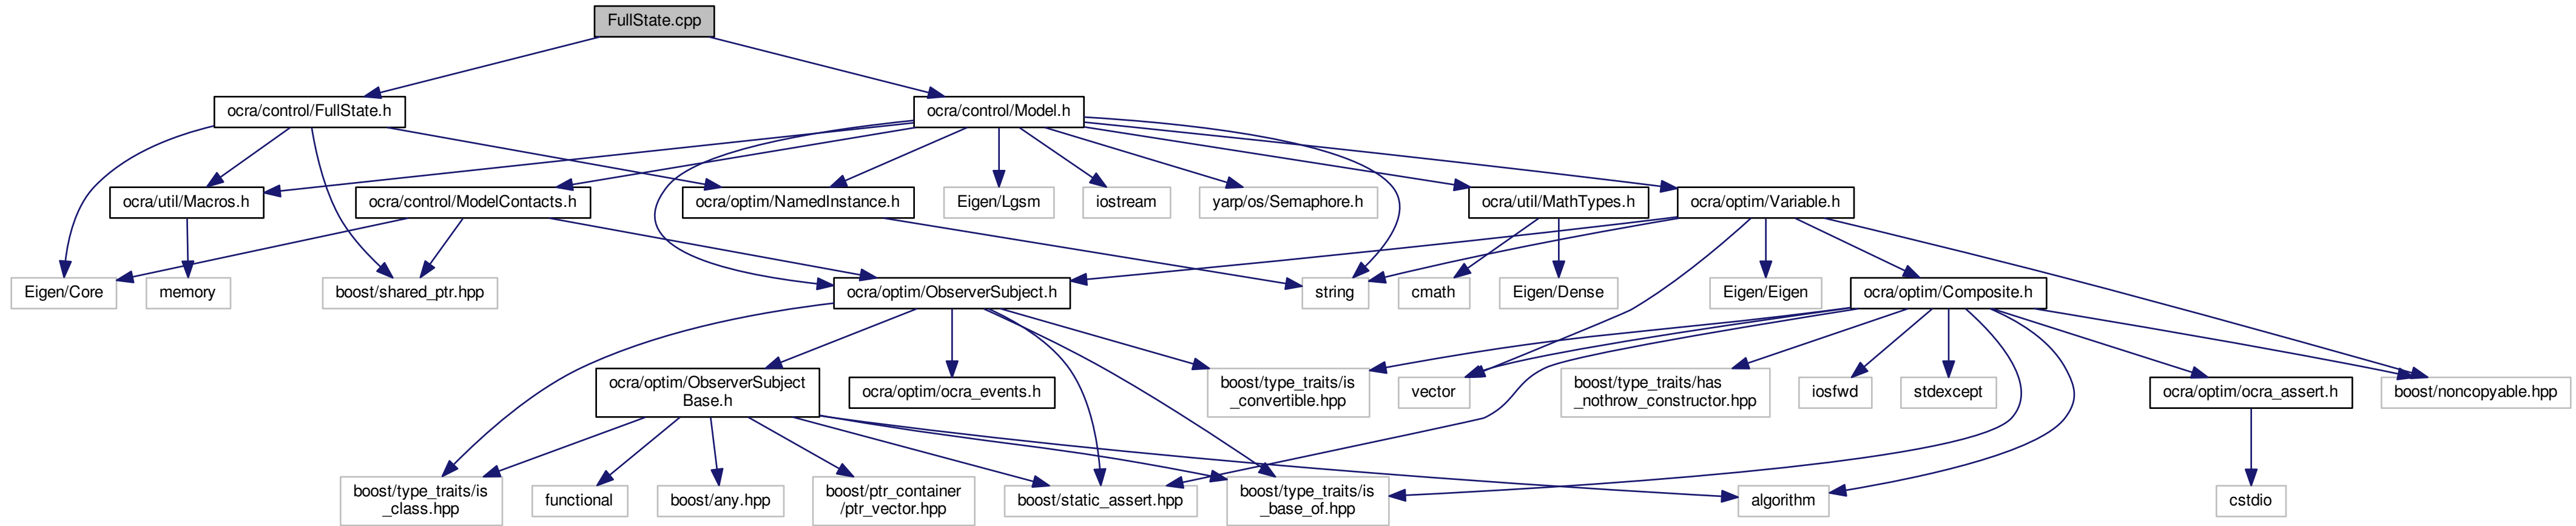 FullState.cpp
ocra/control/FullState.h
ocra/control/Model.h
ocra/util/Macros.h
ocra/control/ModelContacts.h
ocra/optim/NamedInstance.h
Eigen/Lgsm
iostream
yarp/os/Semaphore.h
ocra/util/MathTypes.h
ocra/optim/Variable.h
Eigen/Core
memory
boost/shared_ptr.hpp
ocra/optim/ObserverSubject.h
string
cmath
Eigen/Dense
Eigen/Eigen
ocra/optim/Composite.h
ocra/optim/ObserverSubject
Base.h
ocra/optim/ocra_events.h
boost/type_traits/is
_convertible.hpp
vector
boost/type_traits/has
_nothrow_constructor.hpp
iosfwd
stdexcept
ocra/optim/ocra_assert.h
boost/noncopyable.hpp
boost/type_traits/is
_class.hpp
functional
boost/any.hpp
boost/ptr_container
/ptr_vector.hpp
boost/static_assert.hpp
boost/type_traits/is
_base_of.hpp
algorithm
cstdio